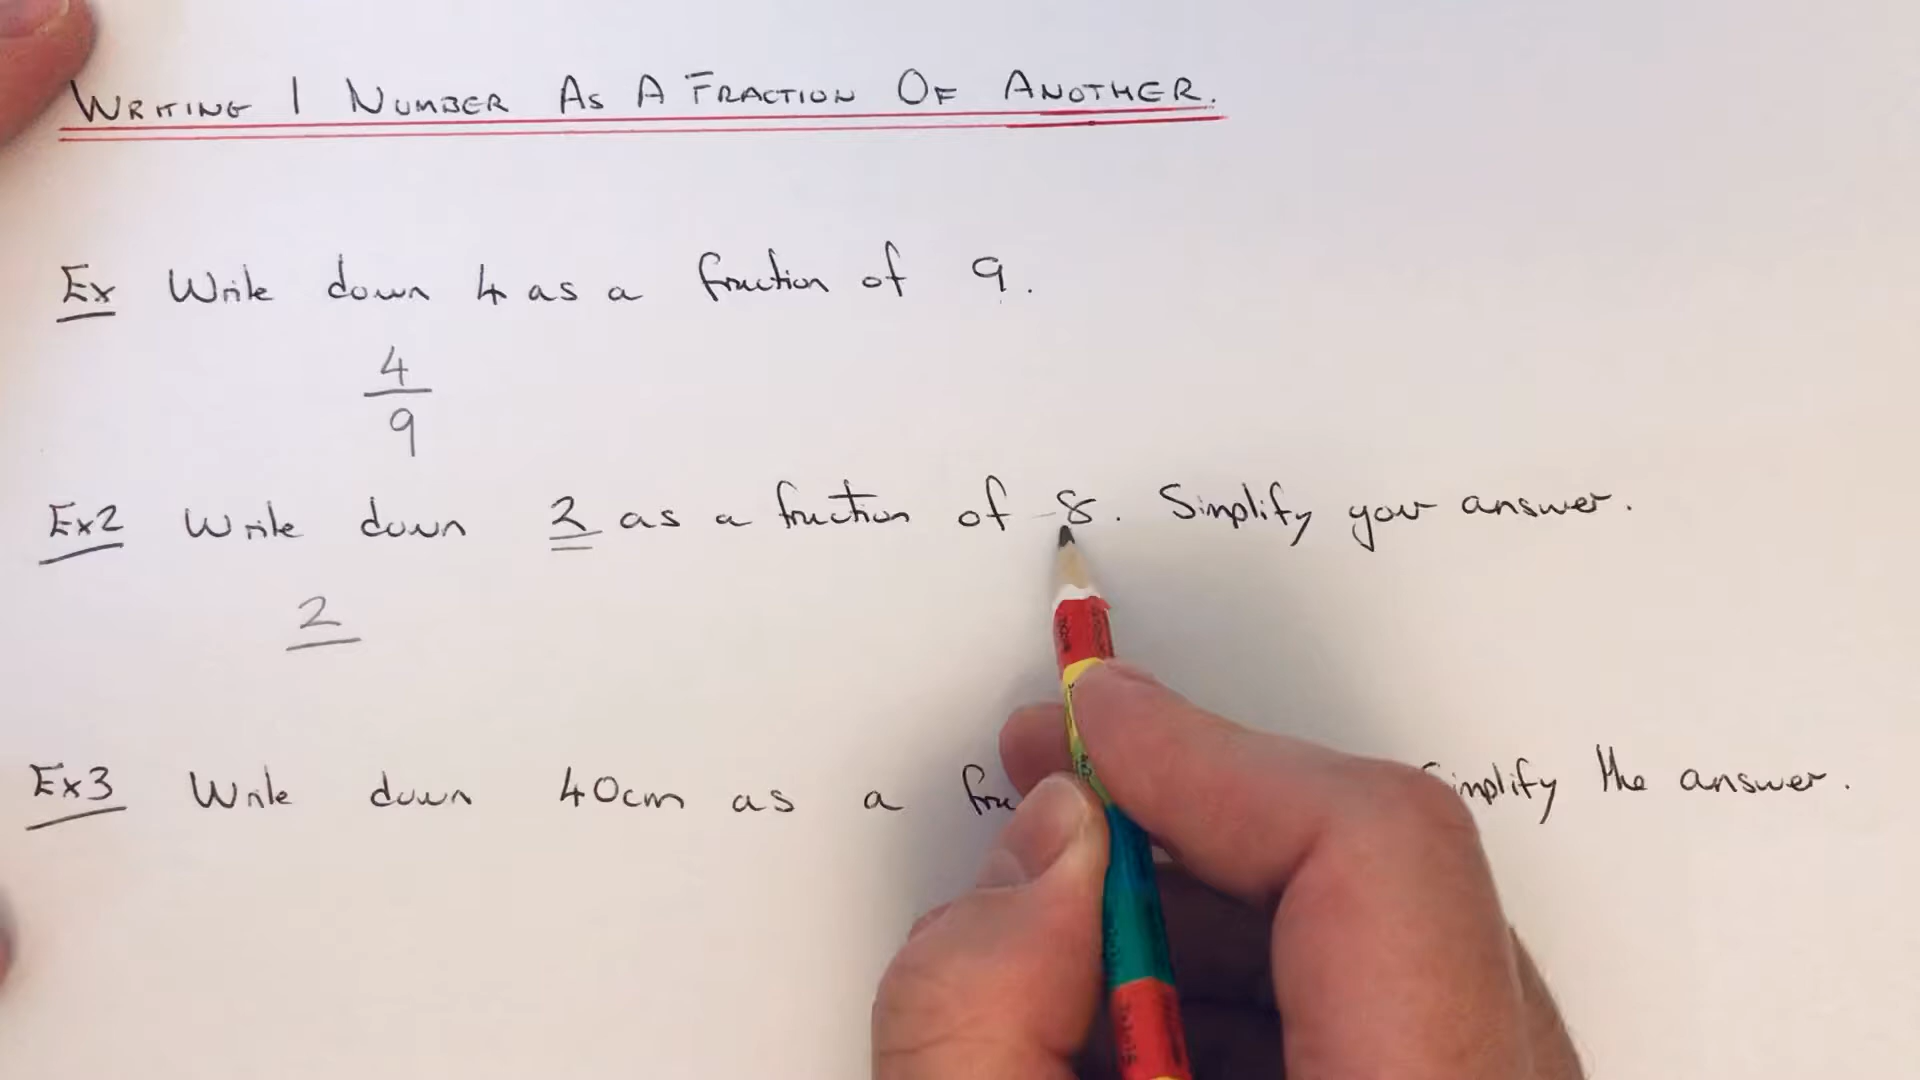 WRITING 1 NUMBER AS A FRACTION OF ANOTHER.
Ex Write down 4 as a fraction of 9.
4
9
Ex2 Write down 2 as a fraction of 8. Simplify your answer.
2
Ex3 Write down 40cm as a the answer.